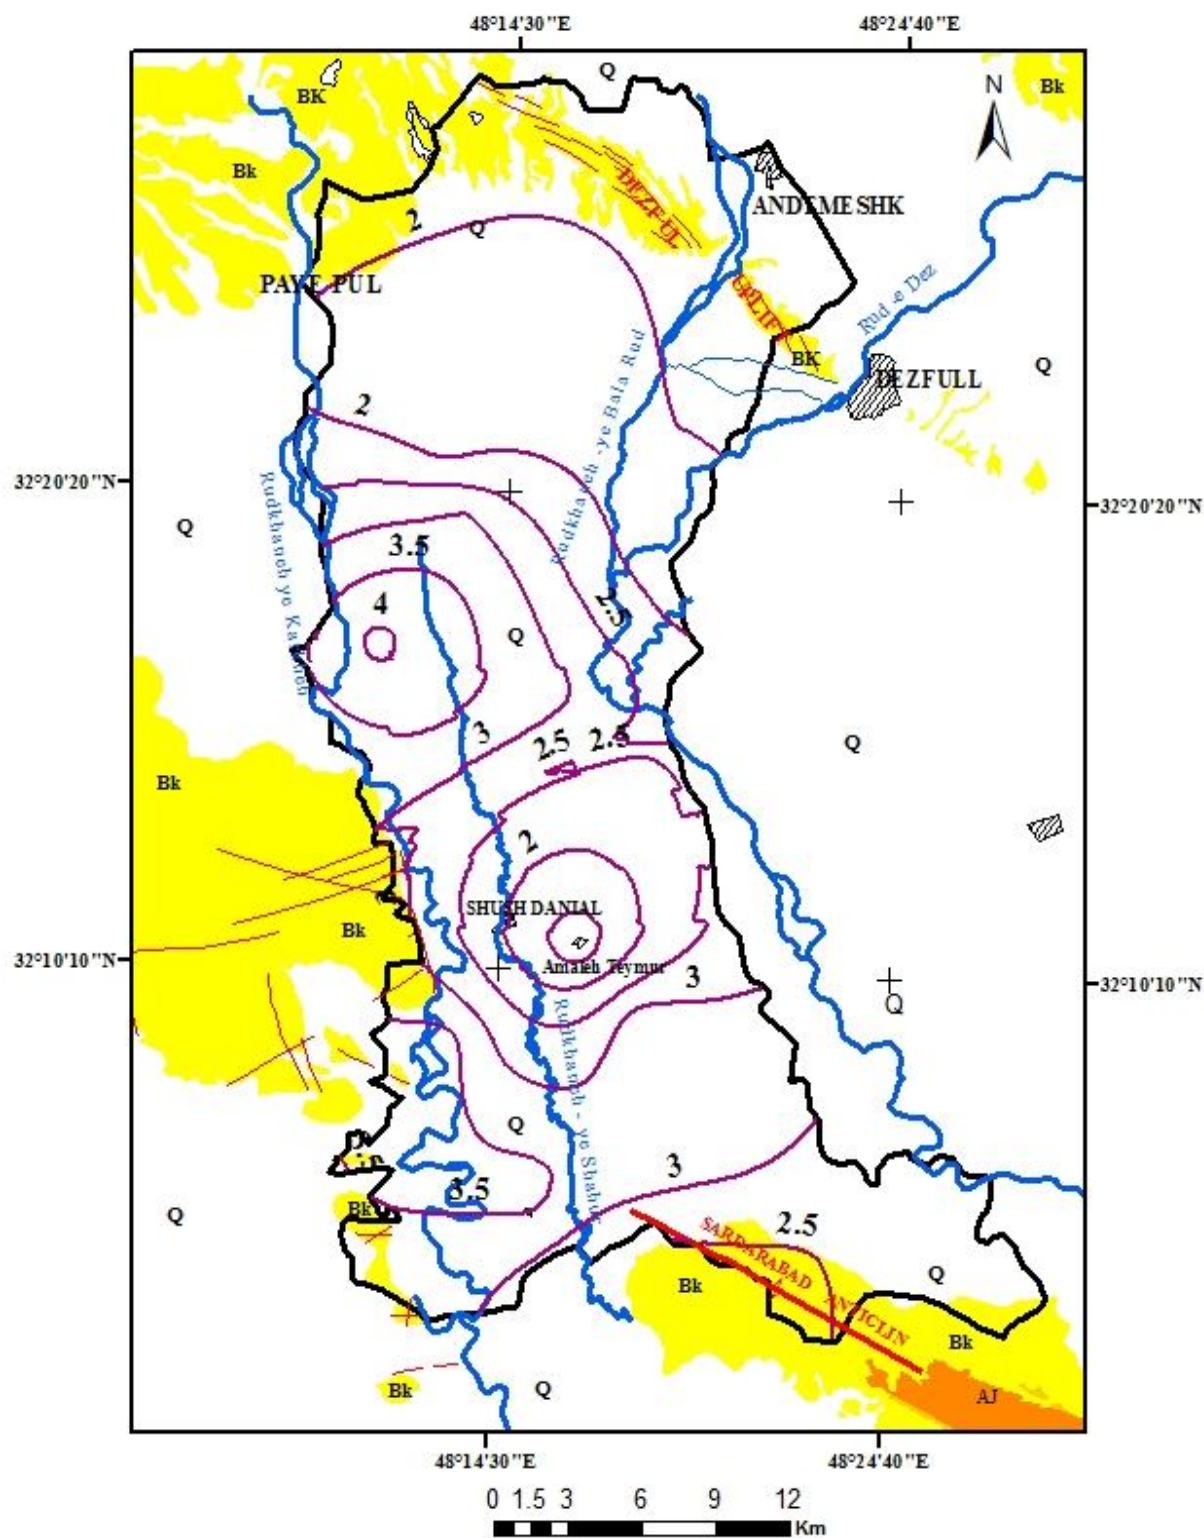 48°14'30"E
48°24'40"E
Q
N
BK
Bk
Bk
DEZFUL
ANDEMESHK
2
Q
PAYE PUL
UPLIFT
Rud -e Dez
BK
Q
DEZFULL
2
Rudkhaneh -ye Bala Rud
32°20'20"N
32°20'20"N
Q
Rudkhaneh ye Karkheh
3.5
4
2.5
Q
3
2.5
2.5
Q
Bk
2
SHUSH DANIAL
Bk
32°10'10"N
Amaleh Teymur
3
Q
32°10'10"N
Rudkhaneh - ye Shahur
Q
3
3.5
Q
Bk
2.5
SARDARABAD ANTICLIN
Q
Bk
Bk
Bk
Q
AJ
48°14'30"E
48°24'40"E
0 1.5 3 6 9 12
Km